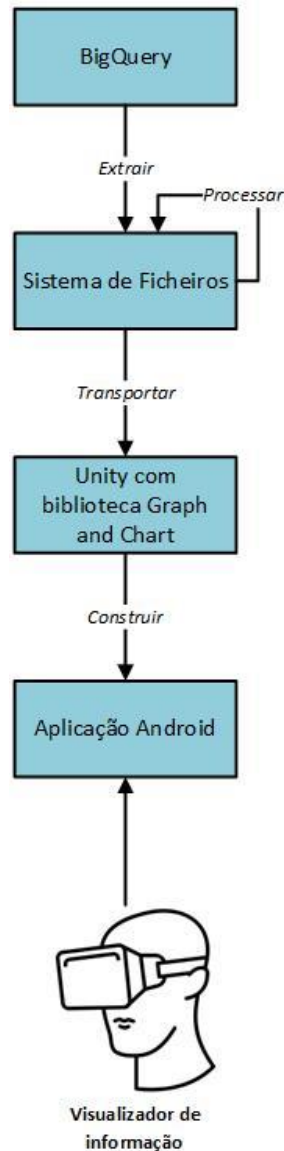 BigQuery
Extrair
Processar
Sistema de Ficheiros
Transportar
Unity com
biblioteca Graph
and Chart
Construir
Aplicação Android
Visualizador de
informação